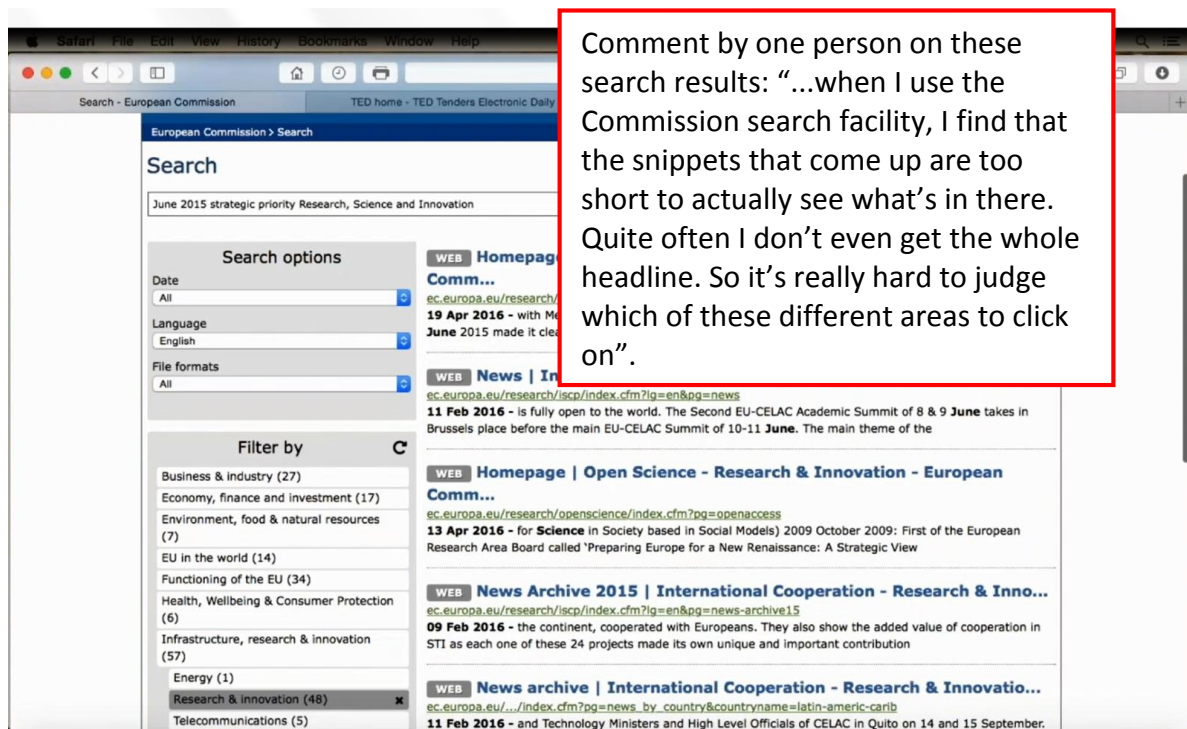 Safari File Edit View History Bookmarks Window Help
Search - European Commission
TED home - TED Tenders Electronic Daily
European Commission > Search
Search
June 2015 strategic priority Research, Science and Innovation
Search options
Date
All
Language
English
File formats
All
Filter by
Business & industry (27)
Economy, finance and investment (17)
Environment, food & natural resources
(7)
EU in the world (14)
Functioning of the EU (34)
Health, Wellbeing & Consumer Protection
(6)
Infrastructure, research & innovation
(57)
Energy (1)
Research & innovation (48) x
Telecommunications (5)
WEB Homepage
Comm...
ec.europa.eu/research/
19 Apr 2016 - with
June 2015 made it
WEB News |
ec.europa.eu/research/iscp/index.cfm?lg=en&pg=news
11 Feb 2016 - is fully open to the world. The Second EU-CELAC Academic Summit of 8 & 9 June takes in
Brussels place before the main EU-CELAC Summit of 10-11 June. The main theme of the
WEB Homepage | Open Science - Research & Innovation - European
Comm...
ec.europa.eu/research/openscience/index.cfm?pg=openaccess
13 Apr 2016 - for Science in Society based in Social Models) 2009 October 2009: First of the European
Research Area Board called 'Preparing Europe for a New Renaissance: A Strategic View
WEB News Archive 2015 | International Cooperation - Research & Inno...
ec.europa.eu/research/iscp/index.cfm?lg=en&pg=news-archive15
09 Feb 2016 - the continent, cooperated with Europeans. They also show the added value of cooperation in
STI as each one of these 24 projects made its own unique and important contribution
WEB News archive | International Cooperation - Research & Innovatio...
ec.europa.eu/.../index.cfm?pg=news_by_country&countryname=latin-americ-carib
11 Feb 2016 - and Technology Ministers and High Level Officials of CELAC in Quito on 14 and 15 September.
Comment by one person on these
search results: "...when I use the
Commission search facility, I find that
the snippets that come up are too
short to actually see what's in there.
Quite often I don't even get the whole
headline. So it's really hard to judge
which of these different areas to click
on".